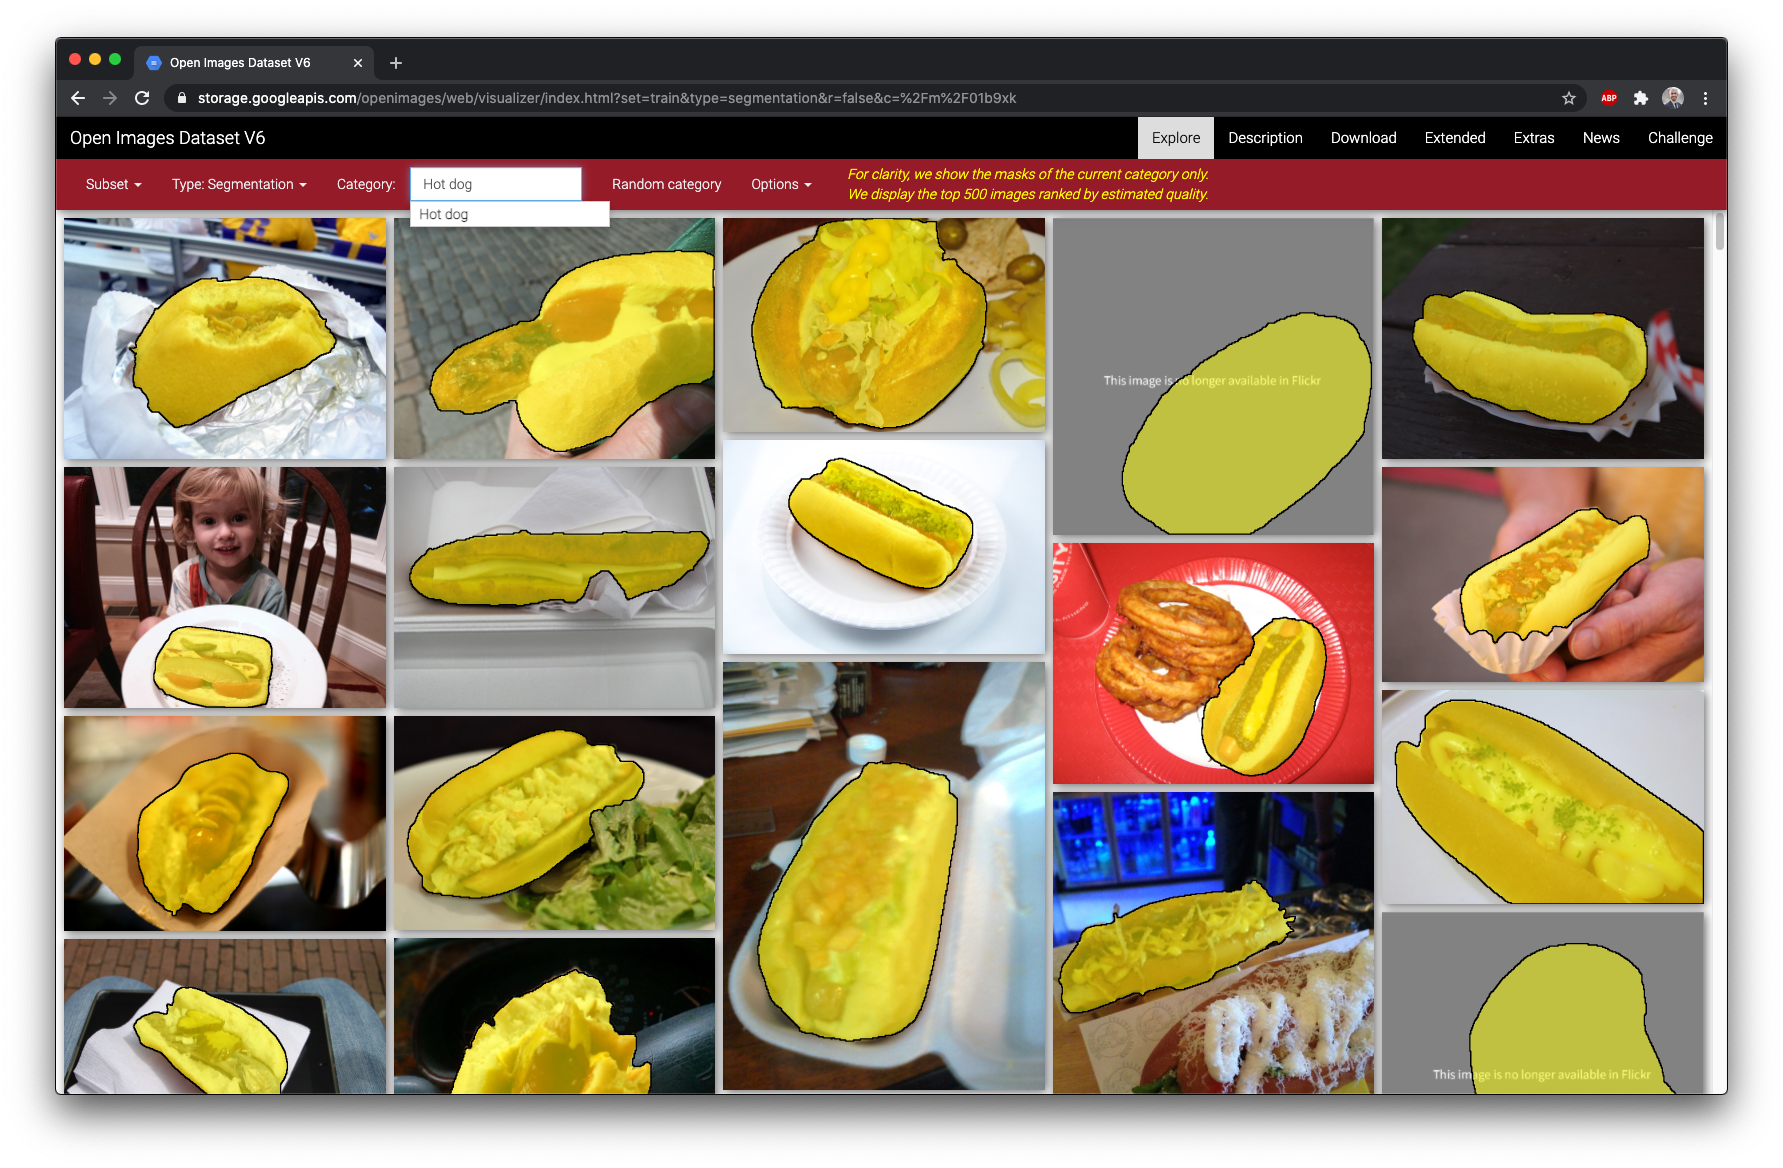 Open Images Dataset V6
storage.googleapis.com/openimages/web/visualizer/index.html?set=train&type=segmentation&r=false&c=%2Fm%2F01b9xk
ABP
Open Images Dataset V6
Explore
Description
Download
Extended
Extras
News
Challenge
Subset
Type: Segmentation
Category:
Hot dog
Random category
Options
For clarity, we show the masks of the current category only.
We display the top 500 images ranked by estimated quality.
Hot dog
This image is no longer available in Flickr
This image is no longer available in Flickr